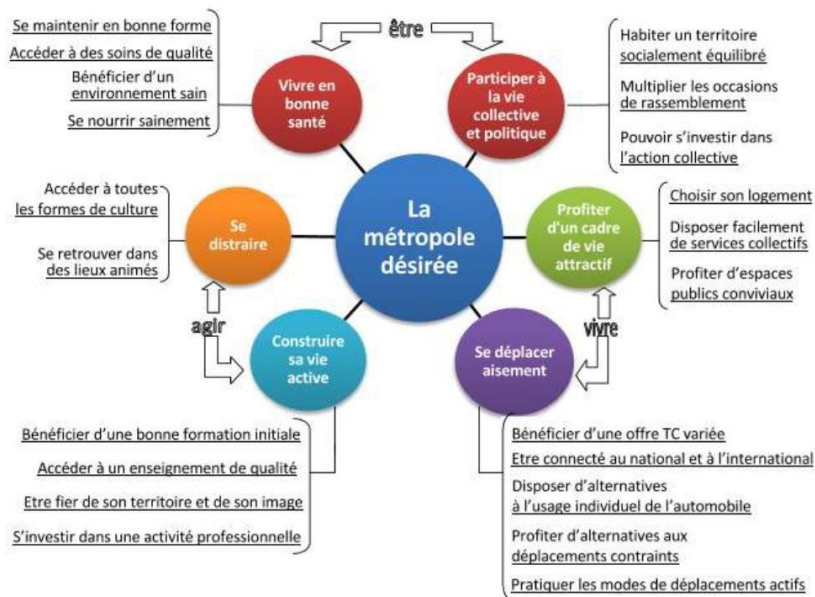 être
Se maintenir en bonne forme
Accéder à des soins de qualité
Bénéficier d'un
environnement sain
Se nourrir sainement
Vivre en
bonne
santé
Participer à
la vie
collective
et politique
Habiter un territoire
socialement équilibré
Multiplier les occasions
de rassemblement
Pouvoir s'investir dans
l'action collective
Accéder à toutes
les formes de culture
Se retrouver dans
des lieux animés
Se
distraire
La
métropole
désirée
Profiter
d'un cadre
de vie
attractif
Choisir son logement
Disposer facilement
de services collectifs
Profiter d'espaces
publics conviviaux
agir
vivre
Construire
sa vie
active
Se déplacer
aisement
Bénéficier d'une bonne formation initiale
Accéder à un enseignement de qualité
Etre fier de son territoire et de son image
S'investir dans une activité professionnelle
Bénéficier d'une offre TC variée
Etre connecté au national et à l'international
Disposer d'alternatives
à l'usage individuel de l'automobile
Profiter d'alternatives aux
déplacements contraints
Pratiquer les modes de déplacements actifs